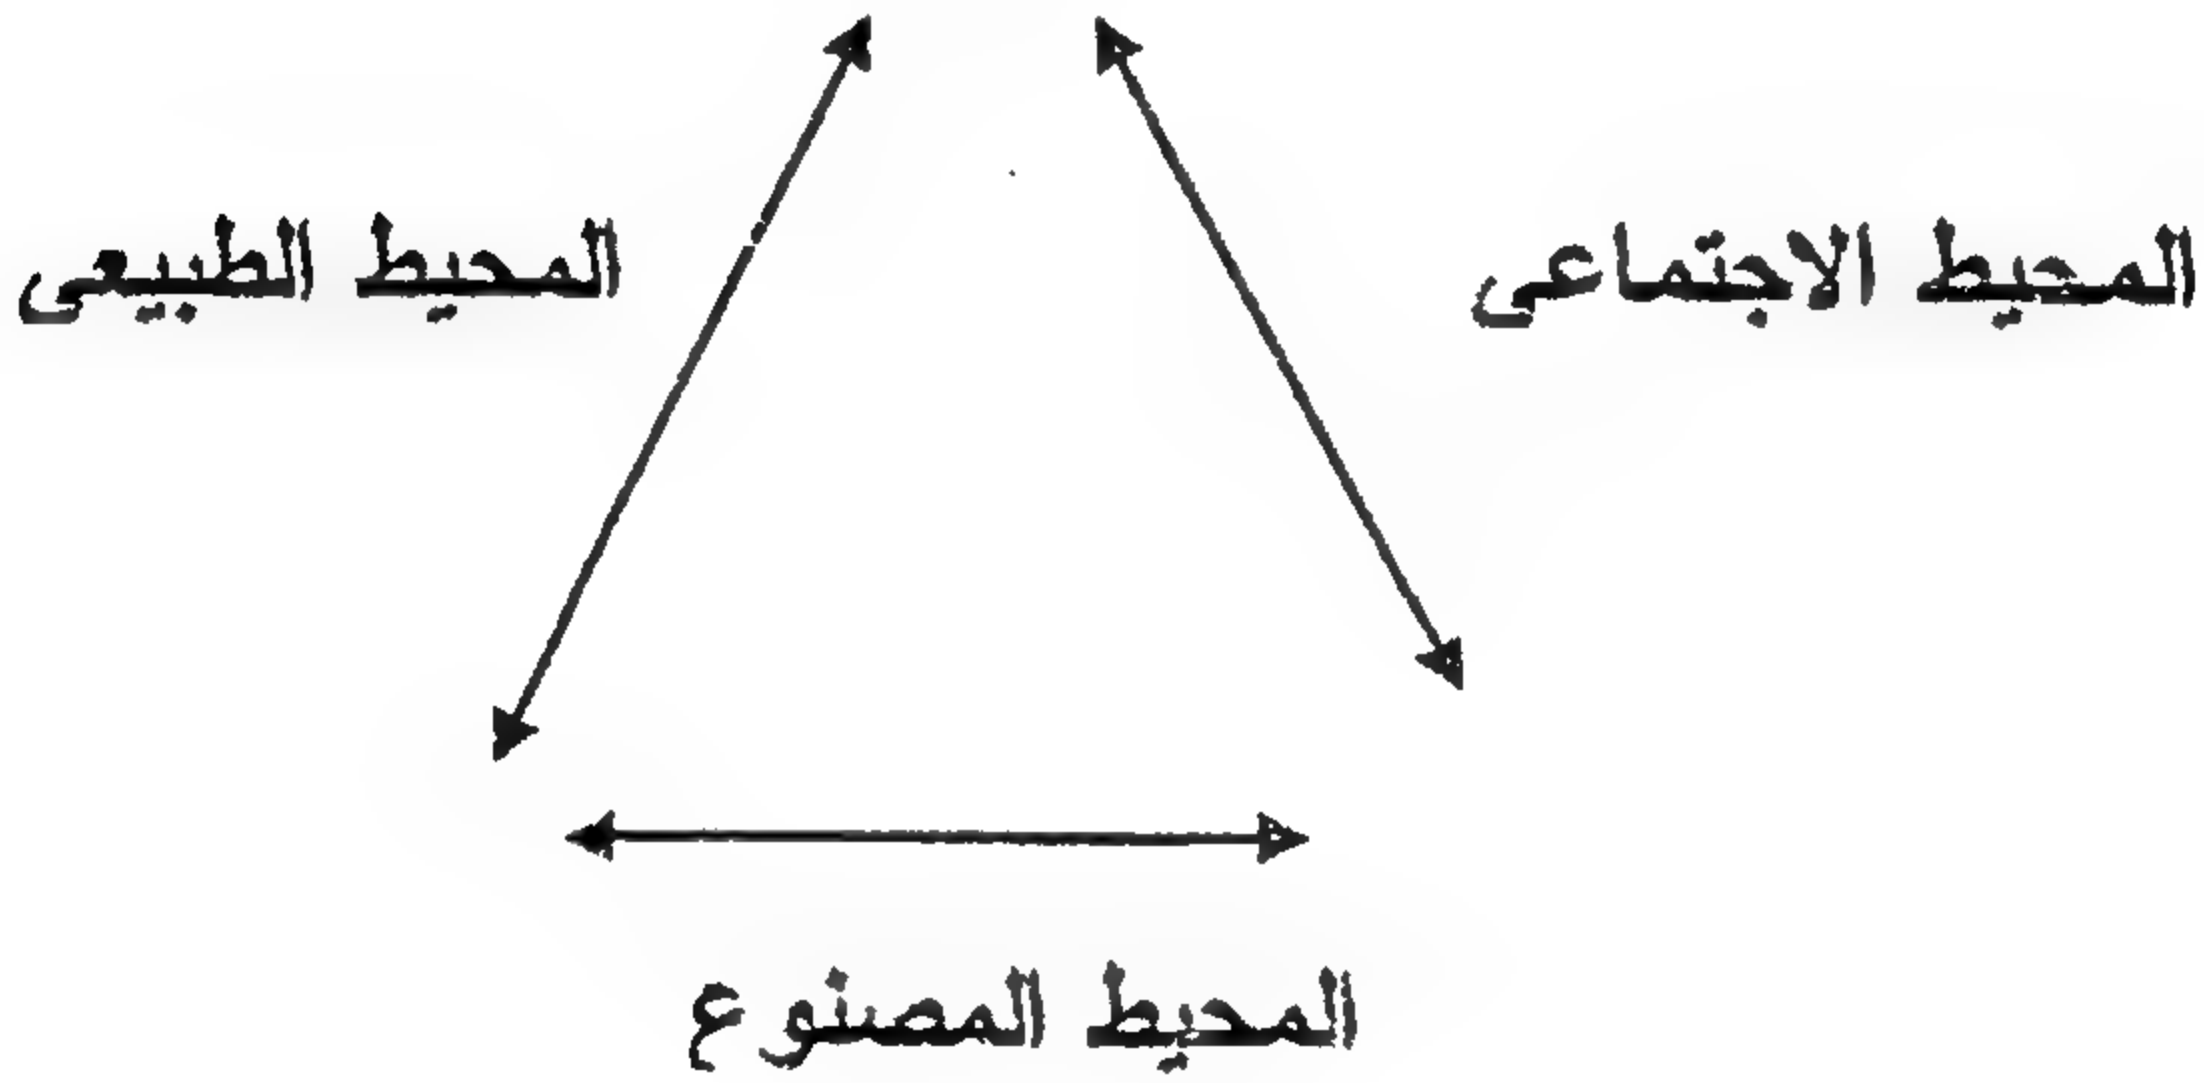 المحيط الاجتماعى
المحيط الطبيعى
المحيط المصنوع